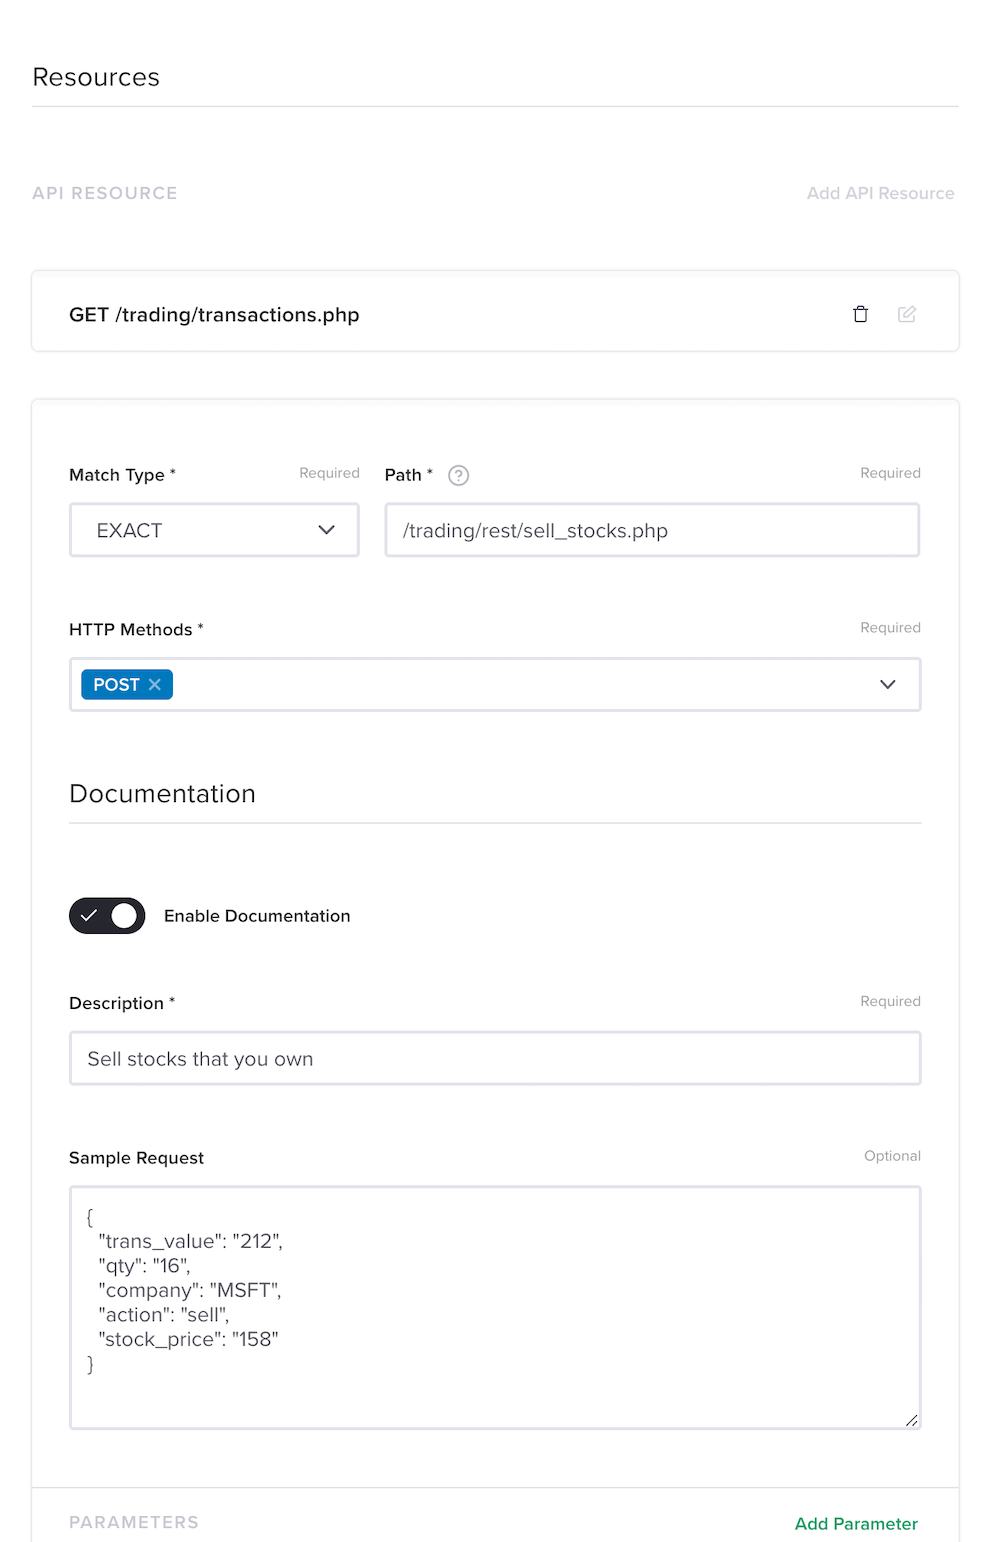 Resources
API RESOURCE
Add API Resource
GET /trading/transactions.php
Match Type *
Required
Path *
?
Required
EXACT
/trading/rest/sell_stocks.php
HTTP Methods *
Required
POST
Documentation
Enable Documentation
Description *
Required
Sell stocks that you own
Sample Request
Optional
{
"trans_value": "212",
"qty": "16",
"company": "MSFT",
"action": "sell",
"stock_price": "158"
}
PARAMETERS
Add Parameter